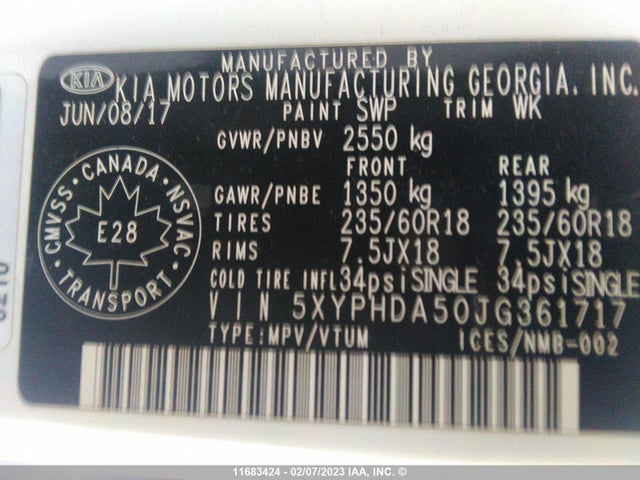 MANUFACTURED BY
KIA KIA MOTORS MANUFACTURING GEORGIA. INC.
JUN/08/17 PAINT SWP TRIM WK
GVWR/PNBV 2550 kg
FRONT REAR
GAWR/PNBE 1350 kg 1395 kg
TIRES 235/60R18 235/60R18
RIMS 7.5JX18 7.5JX18
COLD TIRE INFL 34psi SINGLE 34psi SINGLE
VIN 5XYPHDA50JG361717
TYPE:MPV/VTUM ICES/NMB-002
CMVSS • CANADA • NSVAC • TRANSPORT •
E28
11683424 - 02/07/2023 IAA, INC. ©